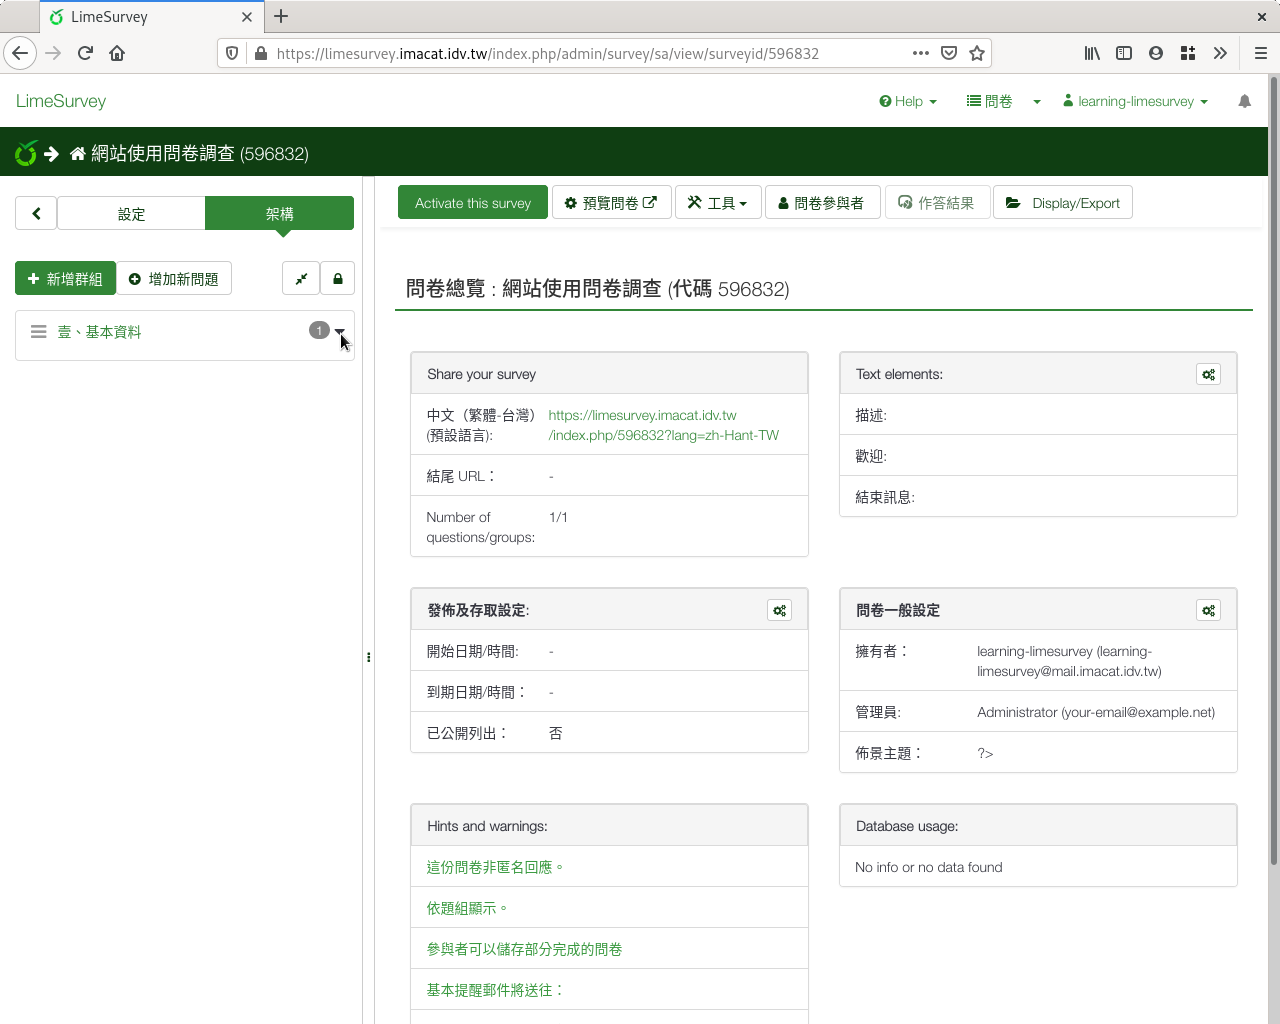 LimeSurvey
https://limesurvey.imacat.idv.tw/index.php/admin/survey/sa/view/surveyid/596832
LimeSurvey
Help
問卷
learning-limesurvey
網站使用問卷調查 (596832)
設定
架構
Activate this survey
預覽問卷
工具
問卷參與者
作答結果
Display/Export
新增群組
增加新問題
壹、基本資料
1
問卷總覽 : 網站使用問卷調查 (代碼 596832)
Share your survey
中文（繁體-台灣）
(預設語言):
https://limesurvey.imacat.idv.tw
/index.php/596832?lang=zh-Hant-TW
結尾 URL：
-
Number of
questions/groups:
1/1
Text elements:
描述:
歡迎:
結束訊息:
發佈及存取設定:
開始日期/時間:
-
到期日期/時間：
-
已公開列出：
否
問卷一般設定
擁有者：
learning-limesurvey (learning-
limesurvey@mail.imacat.idv.tw)
管理員:
Administrator (your-email@example.net)
佈景主題：
?>
Hints and warnings:
這份問卷非匿名回應。
依題組顯示。
參與者可以儲存部分完成的問卷
基本提醒郵件將送往：
Database usage:
No info or no data found